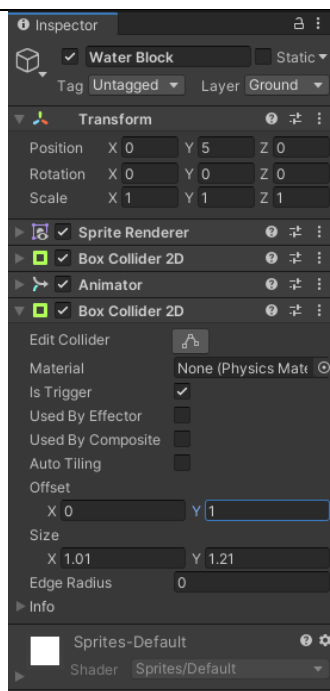 Inspector
Water Block Static
Tag Untagged Layer Ground
Transform
Position X 0 Y 5 Z 0
Rotation X 0 Y 0 Z 0
Scale X 1 Y 1 Z 1
Sprite Renderer
Box Collider 2D
Animator
Box Collider 2D
Edit Collider
Material None (Physics Mate
Is Trigger
Used By Effector
Used By Composite
Auto Tiling
Offset
X 0 Y 1
Size
X 1.01 Y 1.21
Edge Radius 0
Info
Sprites-Default
Shader Sprites/Default